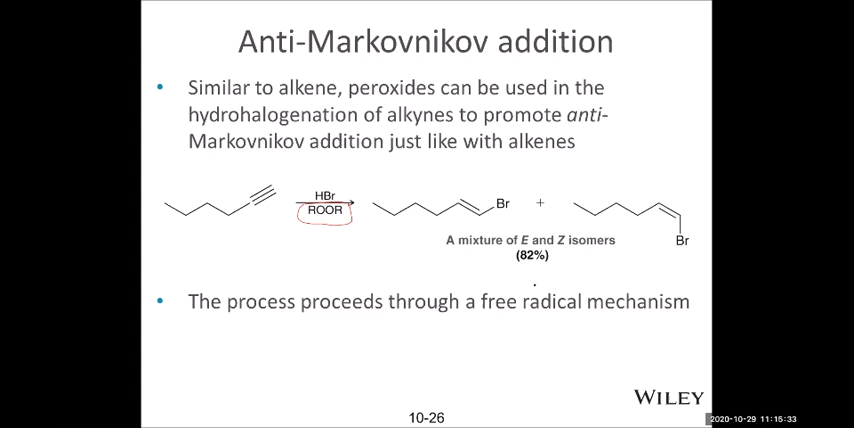 Anti-Markovnikov addition
• Similar to alkene, peroxides can be used in the
hydrohalogenation of alkynes to promote anti-
Markovnikov addition just like with alkenes
HBr
ROOR
Br
+
Br
A mixture of E and Z isomers
(82%)
• The process proceeds through a free radical mechanism
WILEY
10-26
2020-10-29 11:15:33